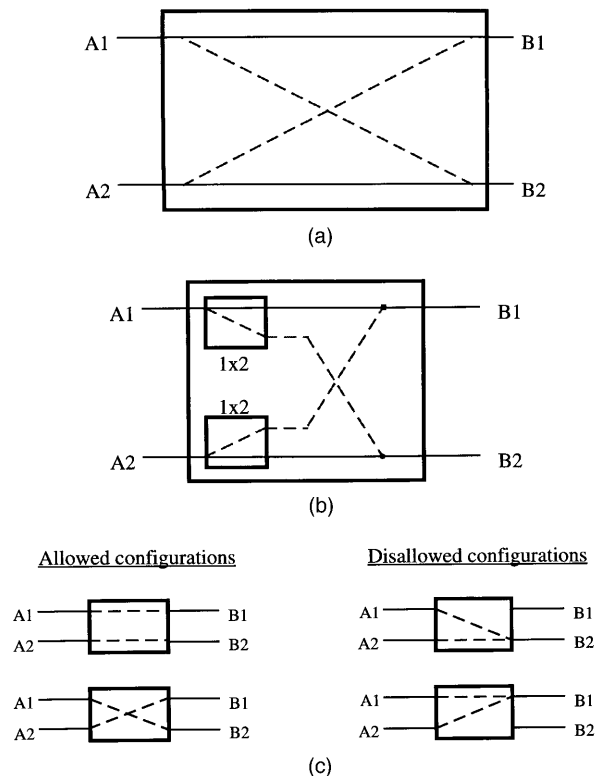 A1 B1
A2 B2
(a)
A1 B1
1x2
1x2
A2 B2
(b)
Allowed configurations Disallowed configurations
A1 B1 A1 B1
A2 B2 A2 B2
A1 B1 A1 B1
A2 B2 A2 B2
(c)